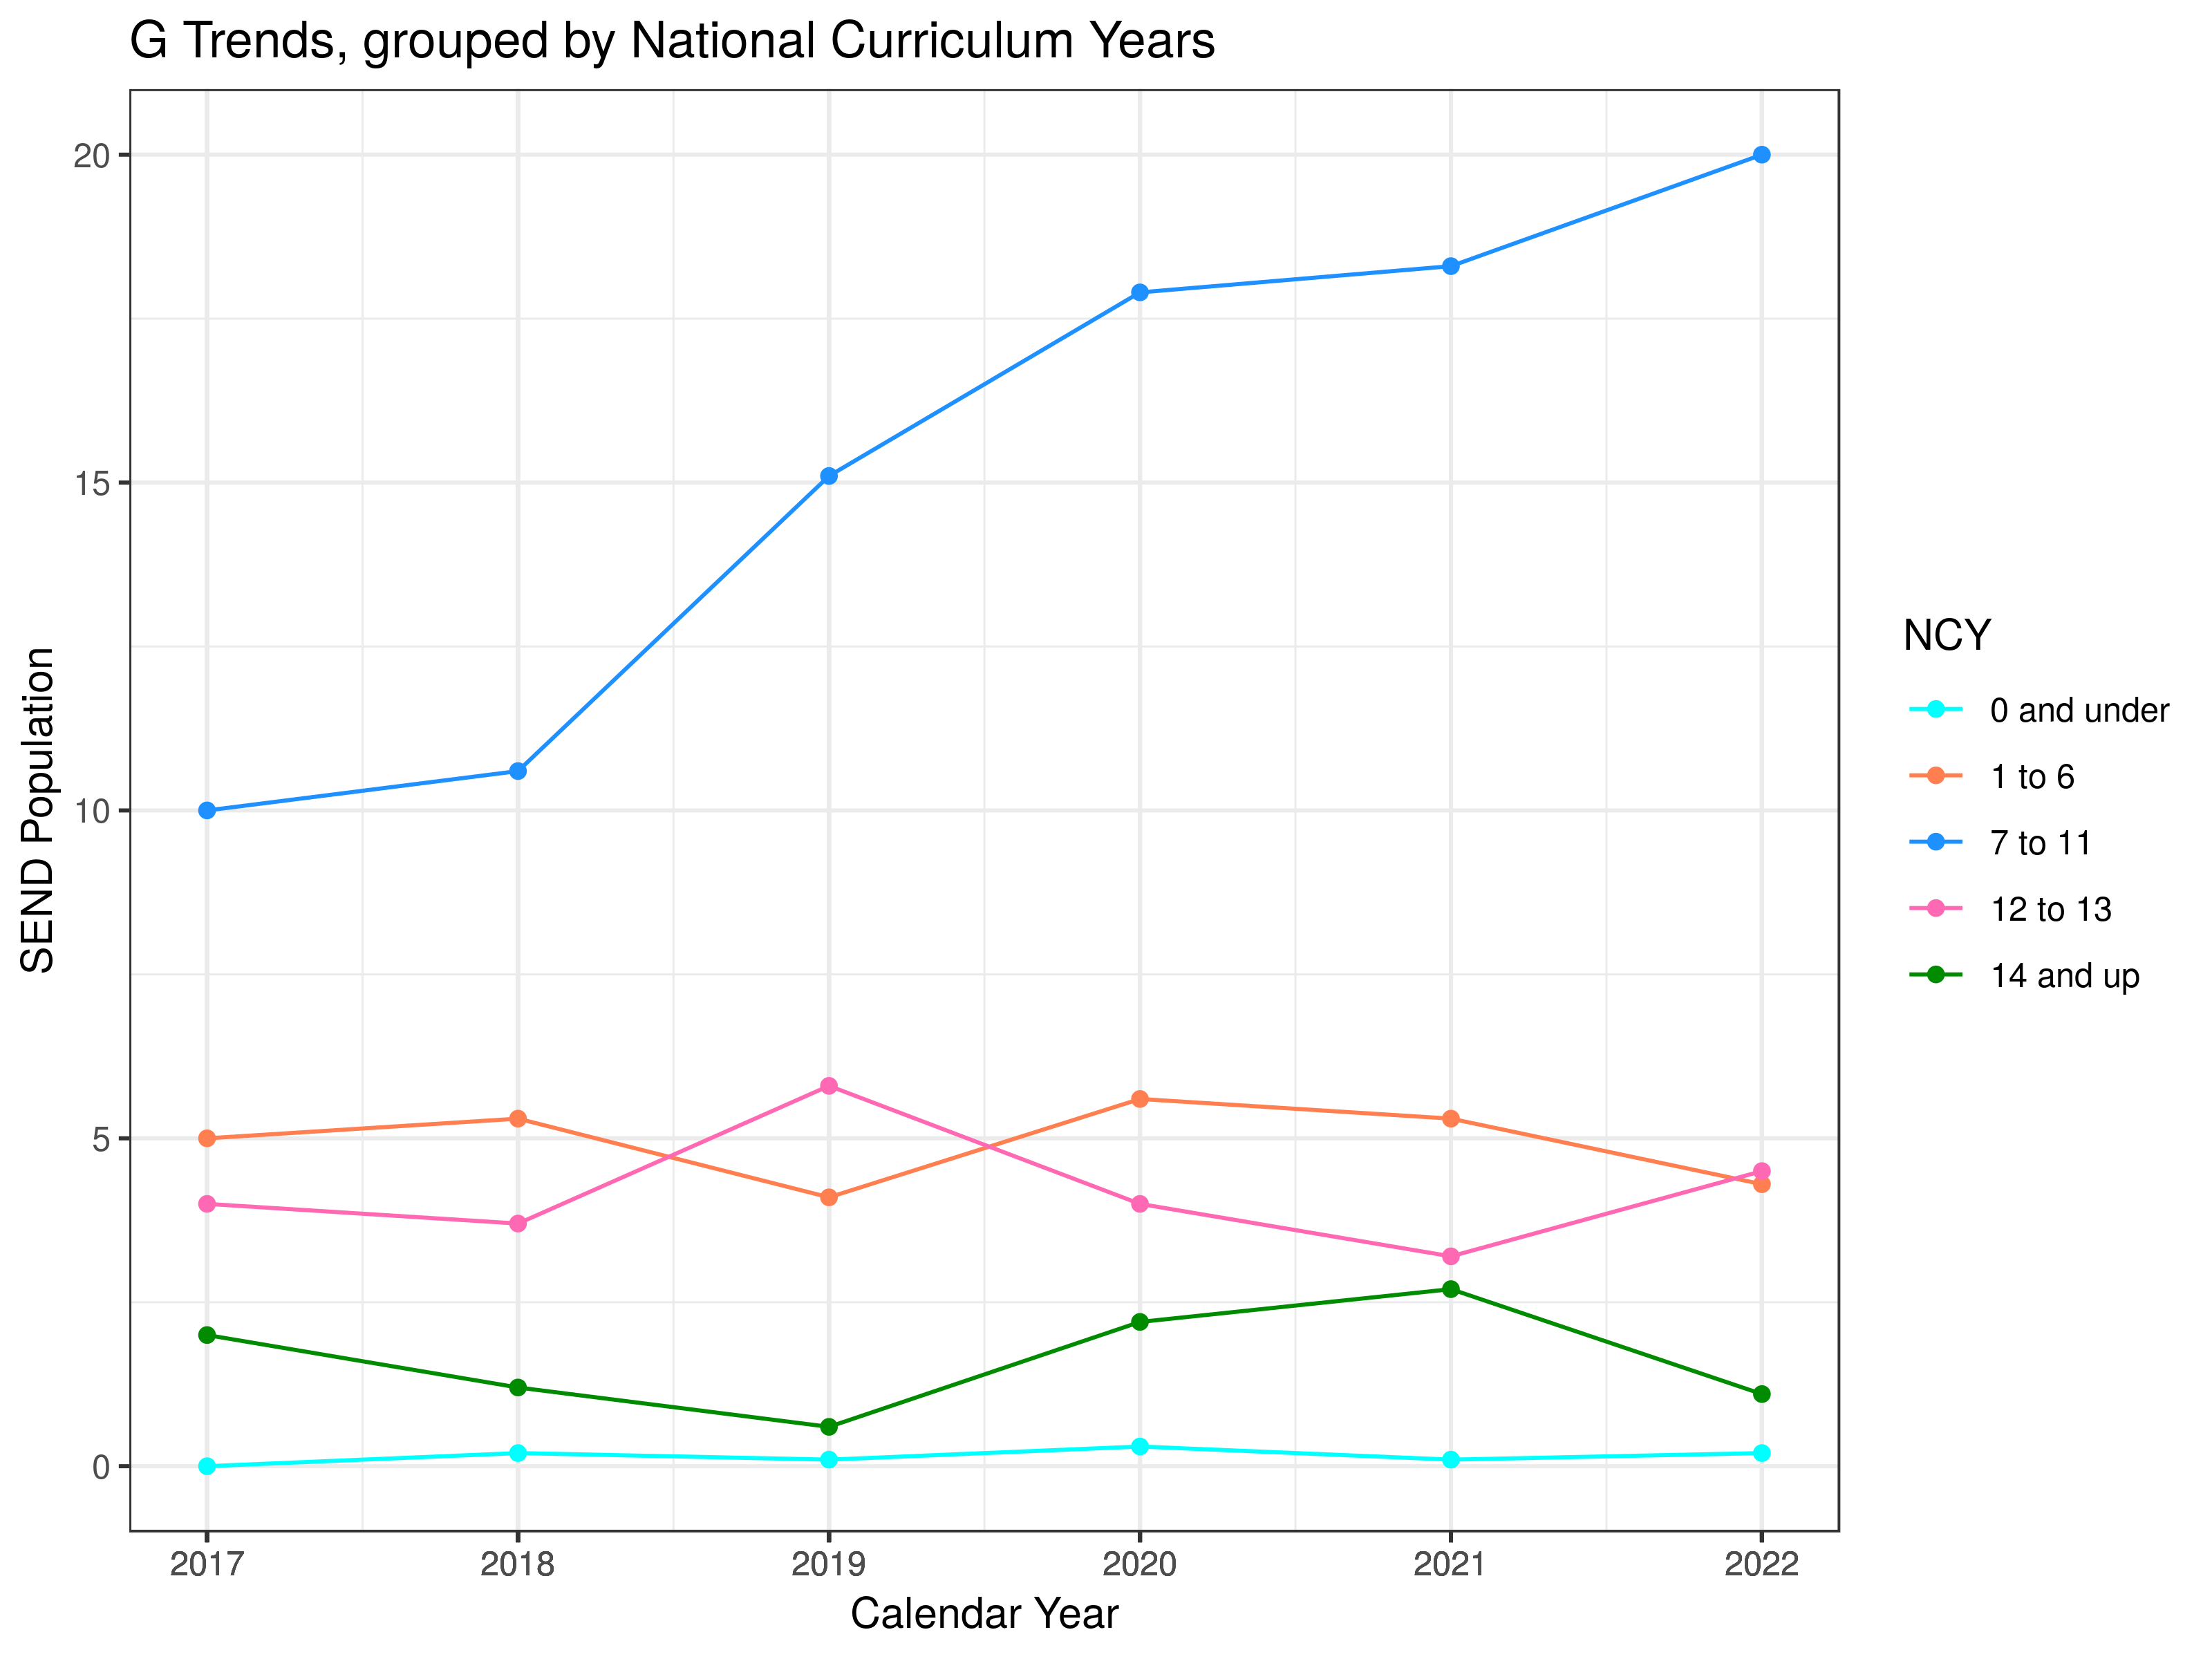 G Trends, grouped by National Curriculum Years
20
15
10
5
0
SEND Population
2017 2018 2019 2020 2021 2022
Calendar Year
NCY
0 and under
1 to 6
7 to 11
12 to 13
14 and up